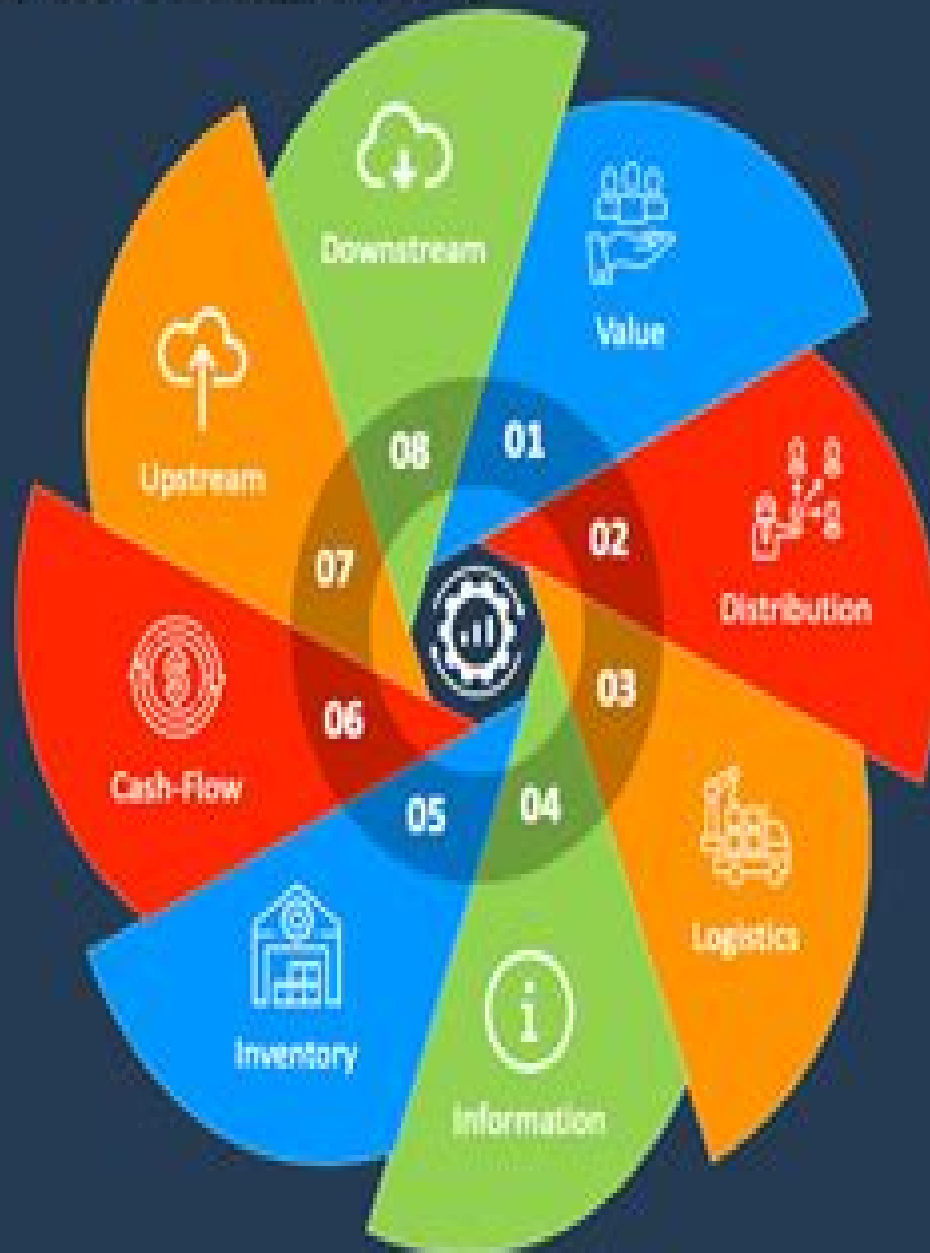 01
Value
02
Distribution
03
Logistics
04
Information
05
Inventory
06
Cash-Flow
07
Upstream
08
Downstream